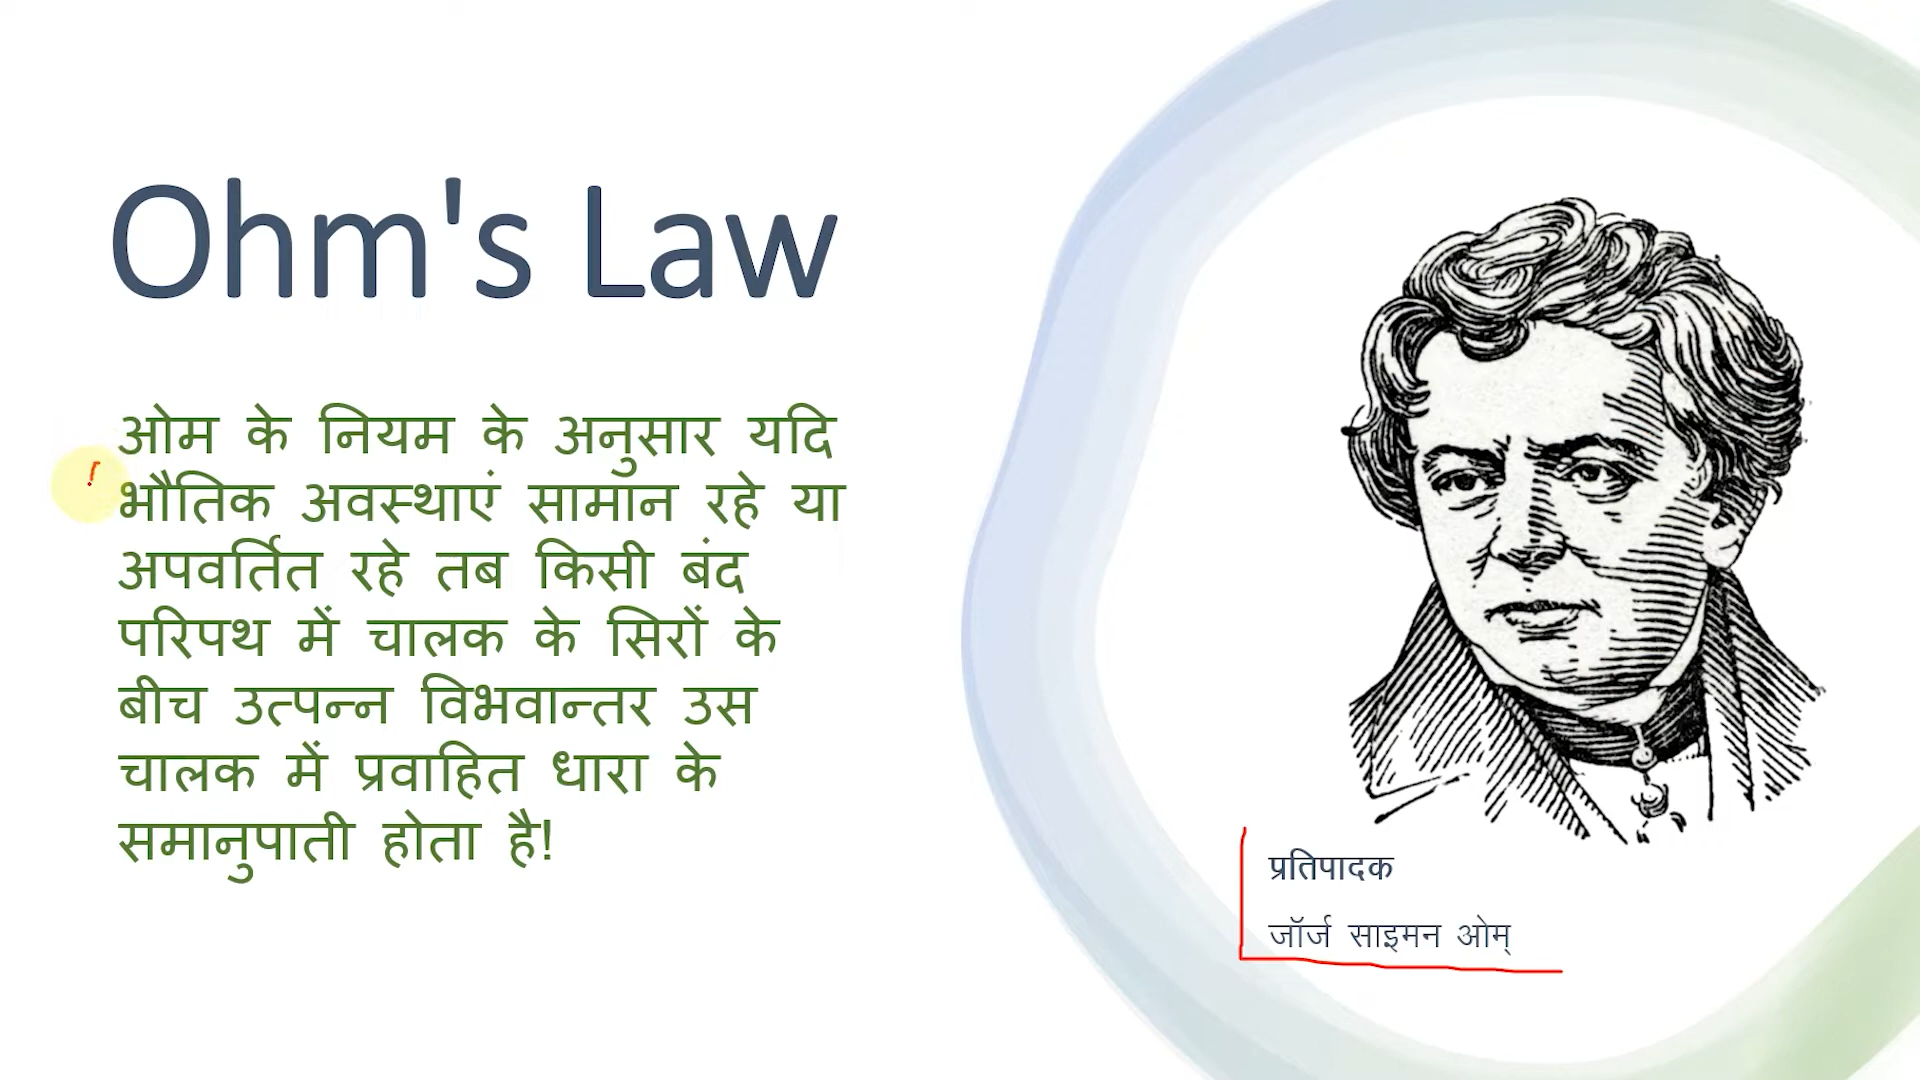 Ohm's Law
ओम के नियम के अनुसार यदि
भौतिक अवस्थाएं सामान रहे या
अपवर्तित रहे तब किसी बंद
परिपथ में चालक के सिरों के
बीच उत्पन्न विभवान्तर उस
चालक में प्रवाहित धारा के
समानुपाती होता है!
प्रतिपादक
जॉर्ज साइमन ओम्